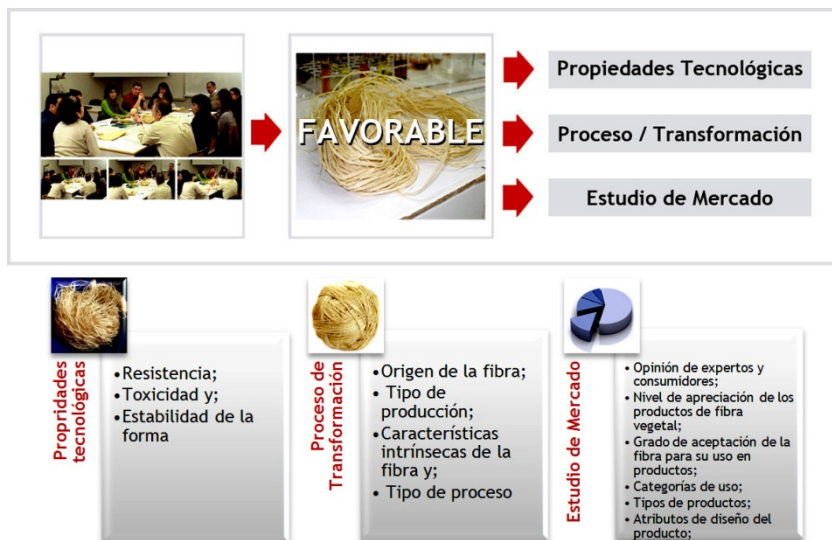 FAVORABLE
Propiedades Tecnológicas
Proceso / Transformación
Estudio de Mercado
Propridades
tecnológicas
•Resistencia;
•Toxicidad y;
•Estabilidad de la
forma
Proceso de
Transformación
•Origen de la fibra;
• Tipo de
producción;
•Características
intrínsecas de la
fibra y;
• Tipo de proceso
Estudio de Mercado
• Opinión de expertos y
consumidores;
• Nivel de apreciación de los
productos de fibra
vegetal;
• Grado de aceptación de la
fibra para su uso en
productos;
• Categorías de uso;
• Tipos de productos;
• Atributos de diseño del
producto;